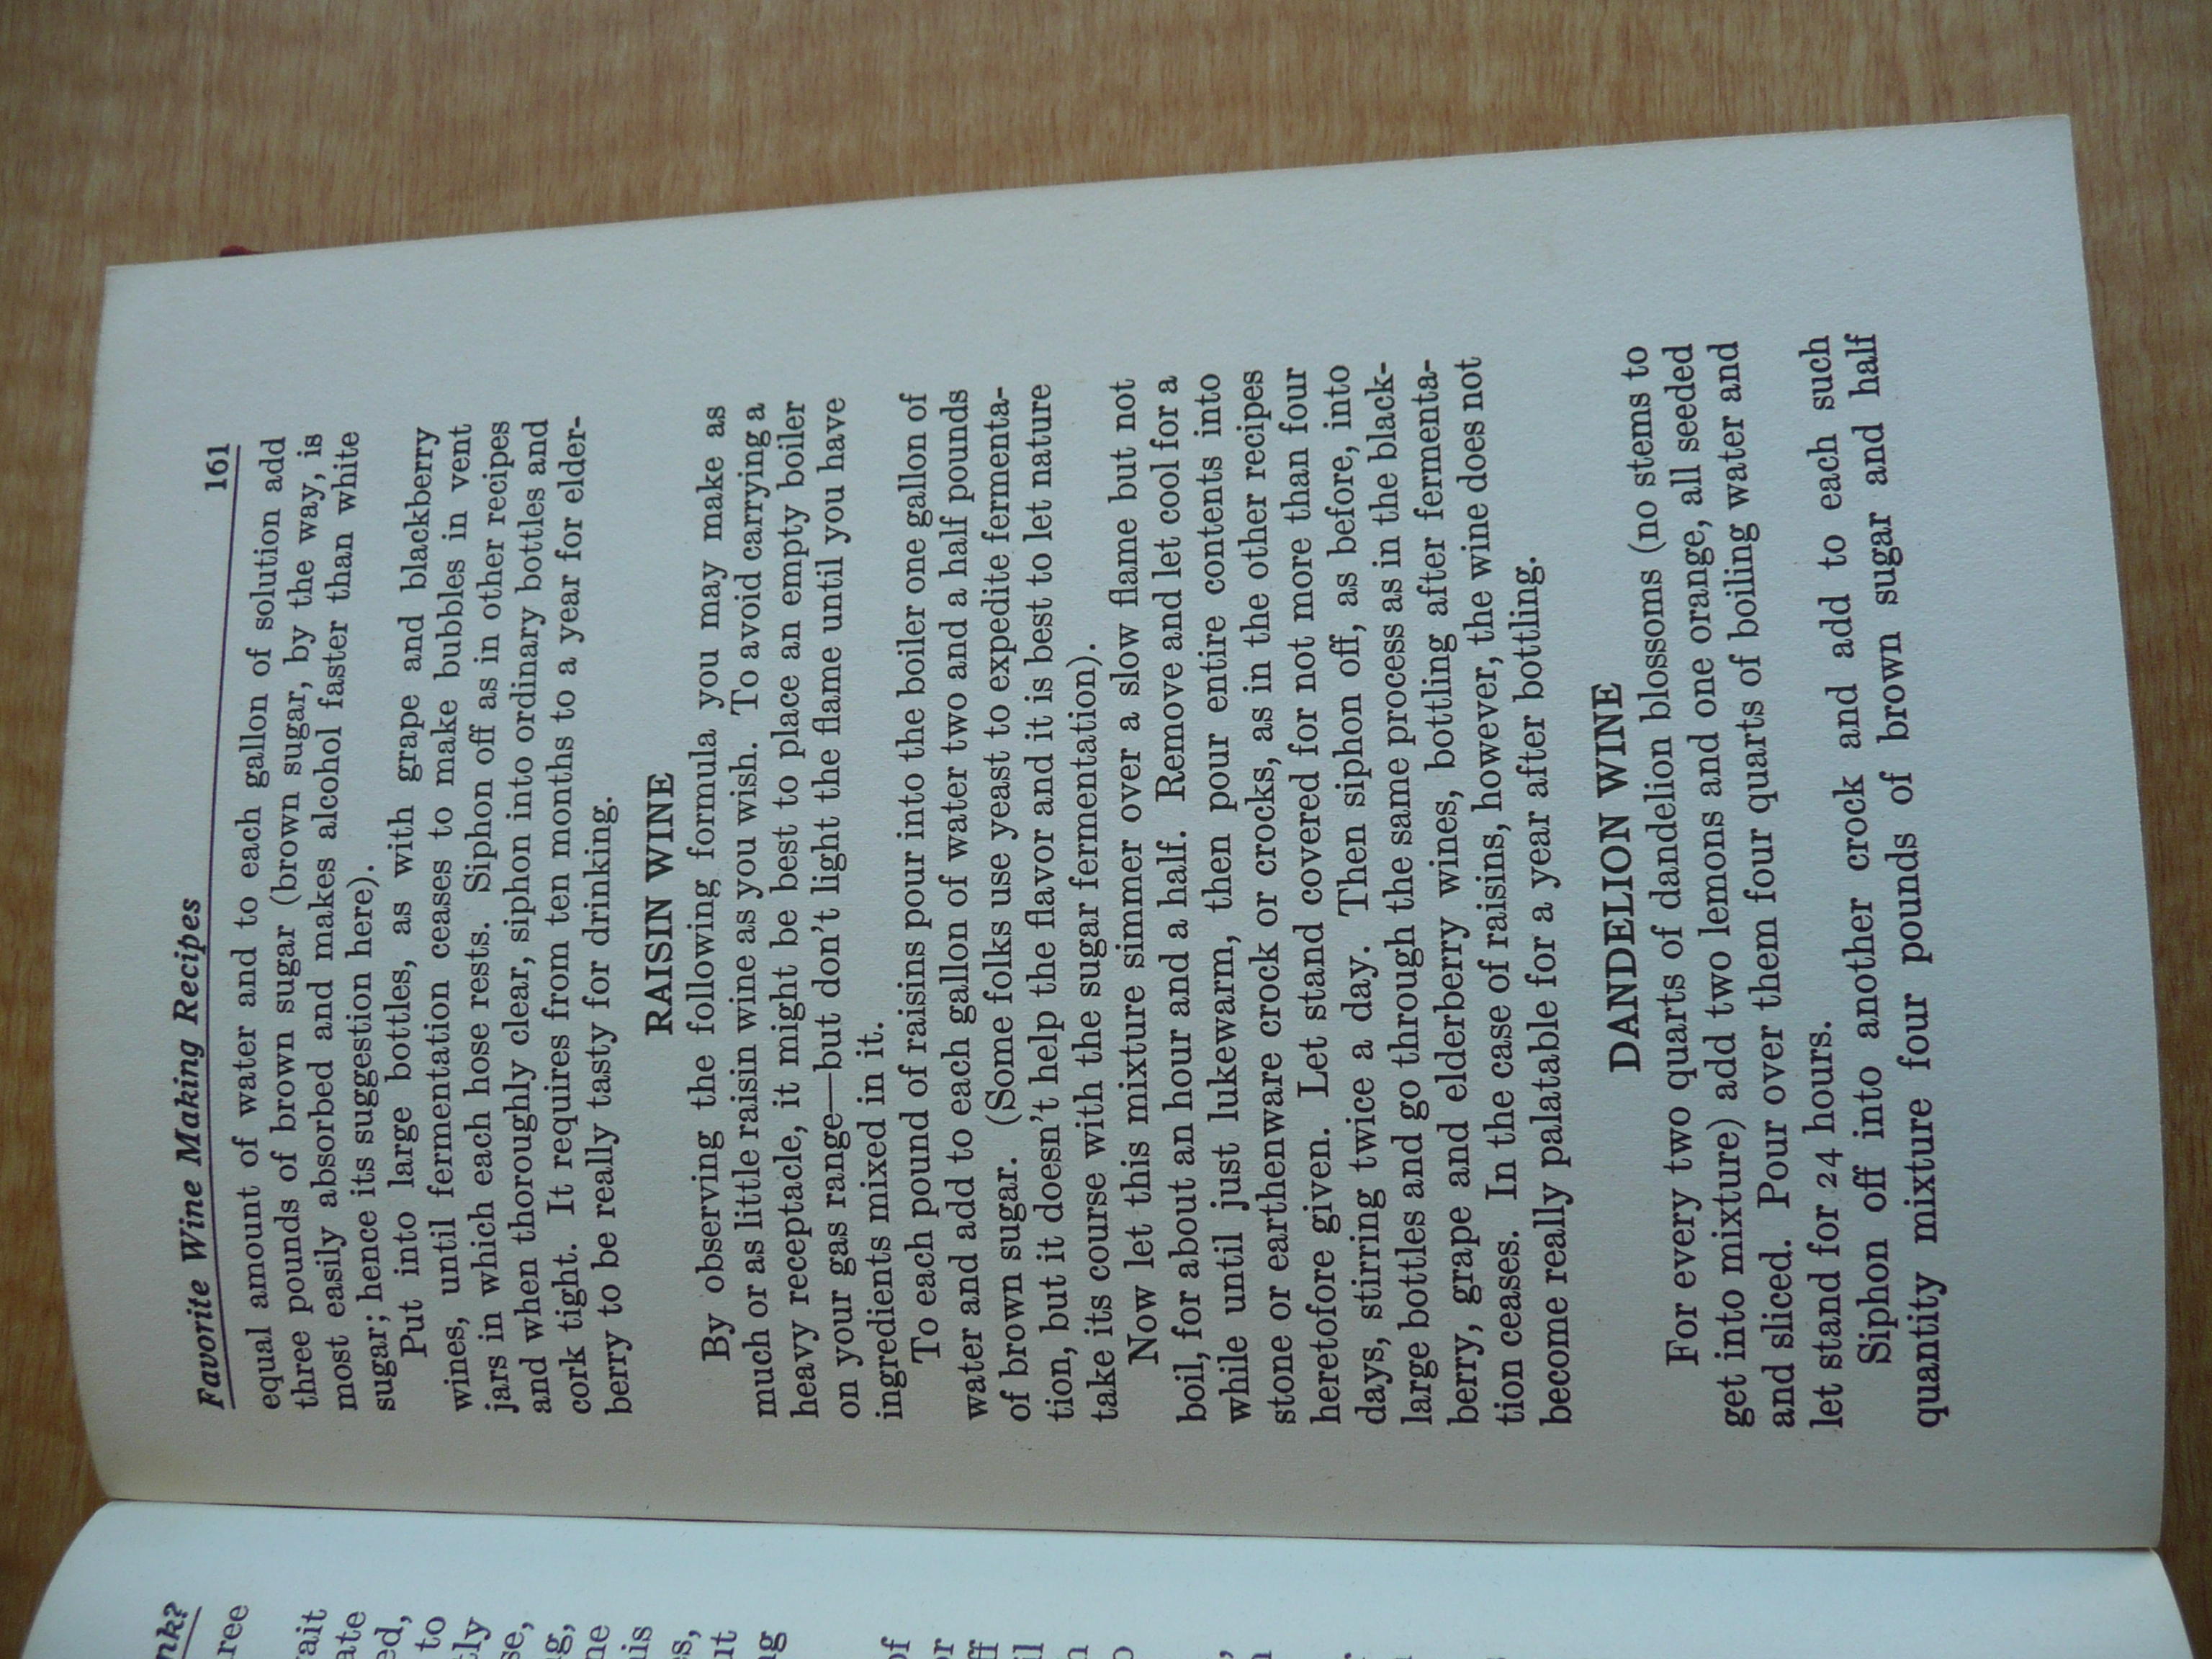 Favorite Wine Making Recipes 161
equal amount of water and to each gallon of solution add
three pounds of brown sugar (brown sugar, by the way, is
most easily absorbed and makes alcohol faster than white
sugar; hence its suggestion here).
Put into large bottles, as with grape and blackberry
wines, until fermentation ceases to make bubbles in vent
jars in which each hose rests. Siphon off as in other recipes
and when thoroughly clear, siphon into ordinary bottles and
cork tight. It requires from ten months to a year for elder-
berry to be really tasty for drinking.
RAISIN WINE
By observing the following formula you may make as
much or as little raisin wine as you wish. To avoid carrying a
heavy receptacle, it might be best to place an empty boiler
on your gas range—but don't light the flame until you have
ingredients mixed in it.
To each pound of raisins pour into the boiler one gallon of
water and add to each gallon of water two and a half pounds
of brown sugar. (Some folks use yeast to expedite fermenta-
tion, but it doesn't help the flavor and it is best to let nature
take its course with the sugar fermentation).
Now let this mixture simmer over a slow flame but not
boil, for about an hour and a half. Remove and let cool for a
while until just lukewarm, then pour entire contents into
stone or earthenware crock or crocks, as in the other recipes
heretofore given. Let stand covered for not more than four
days, stirring twice a day. Then siphon off, as before, into
large bottles and go through the same process as in the black-
berry, grape and elderberry wines, bottling after fermenta-
tion ceases. In the case of raisins, however, the wine does not
become really palatable for a year after bottling.
DANDELION WINE
For every two quarts of dandelion blossoms (no stems to
get into mixture) add two lemons and one orange, all seeded
and sliced. Pour over them four quarts of boiling water and
let stand for 24 hours.
Siphon off into another crock and add to each such
quantity mixture four pounds of brown sugar and half